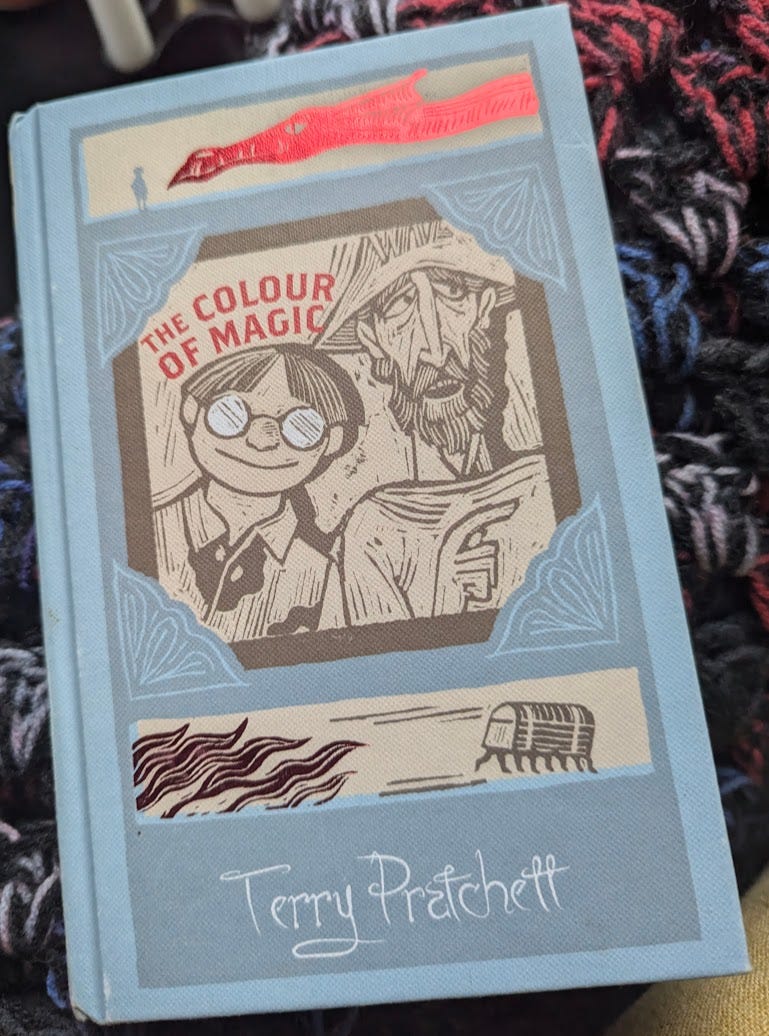 THE COLOUR
OF MAGIC
Terry Pratchett